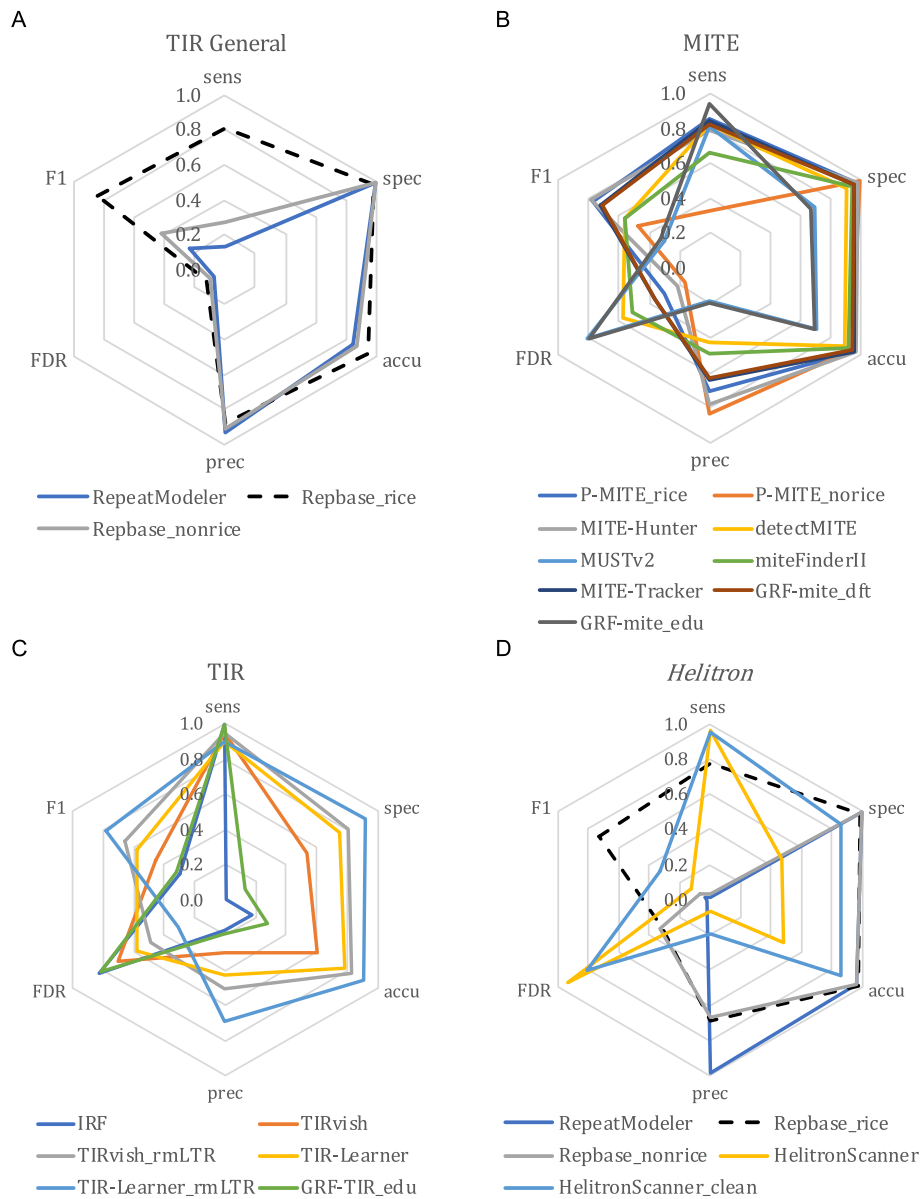 A
TIR General
sens
1.0
0.8
0.6
0.4
0.2
0.0
F1
spec
FDR
accu
prec
RepeatModeler
Repbase_rice
Repbase_nonrice
B
MITE
sens
1.0
0.8
0.6
0.4
0.2
0.0
F1
spec
FDR
accu
prec
P-MITE_rice
P-MITE_norice
MITE-Hunter
detectMITE
MUSTv2
miteFinderII
MITE-Tracker
GRF-mite_dft
GRF-mite_edu
C
TIR
sens
1.0
0.8
0.6
0.4
0.2
0.0
F1
spec
FDR
accu
prec
IRF
TIRvish
TIRvish_rmLTR
TIR-Learner
TIR-Learner_rmLTR
GRF-TIR_edu
D
Helitron
sens
1.0
0.8
0.6
0.4
0.2
0.0
F1
spec
FDR
accu
prec
RepeatModeler
Repbase_rice
Repbase_nonrice
HelitronScanner
HelitronScanner_clean